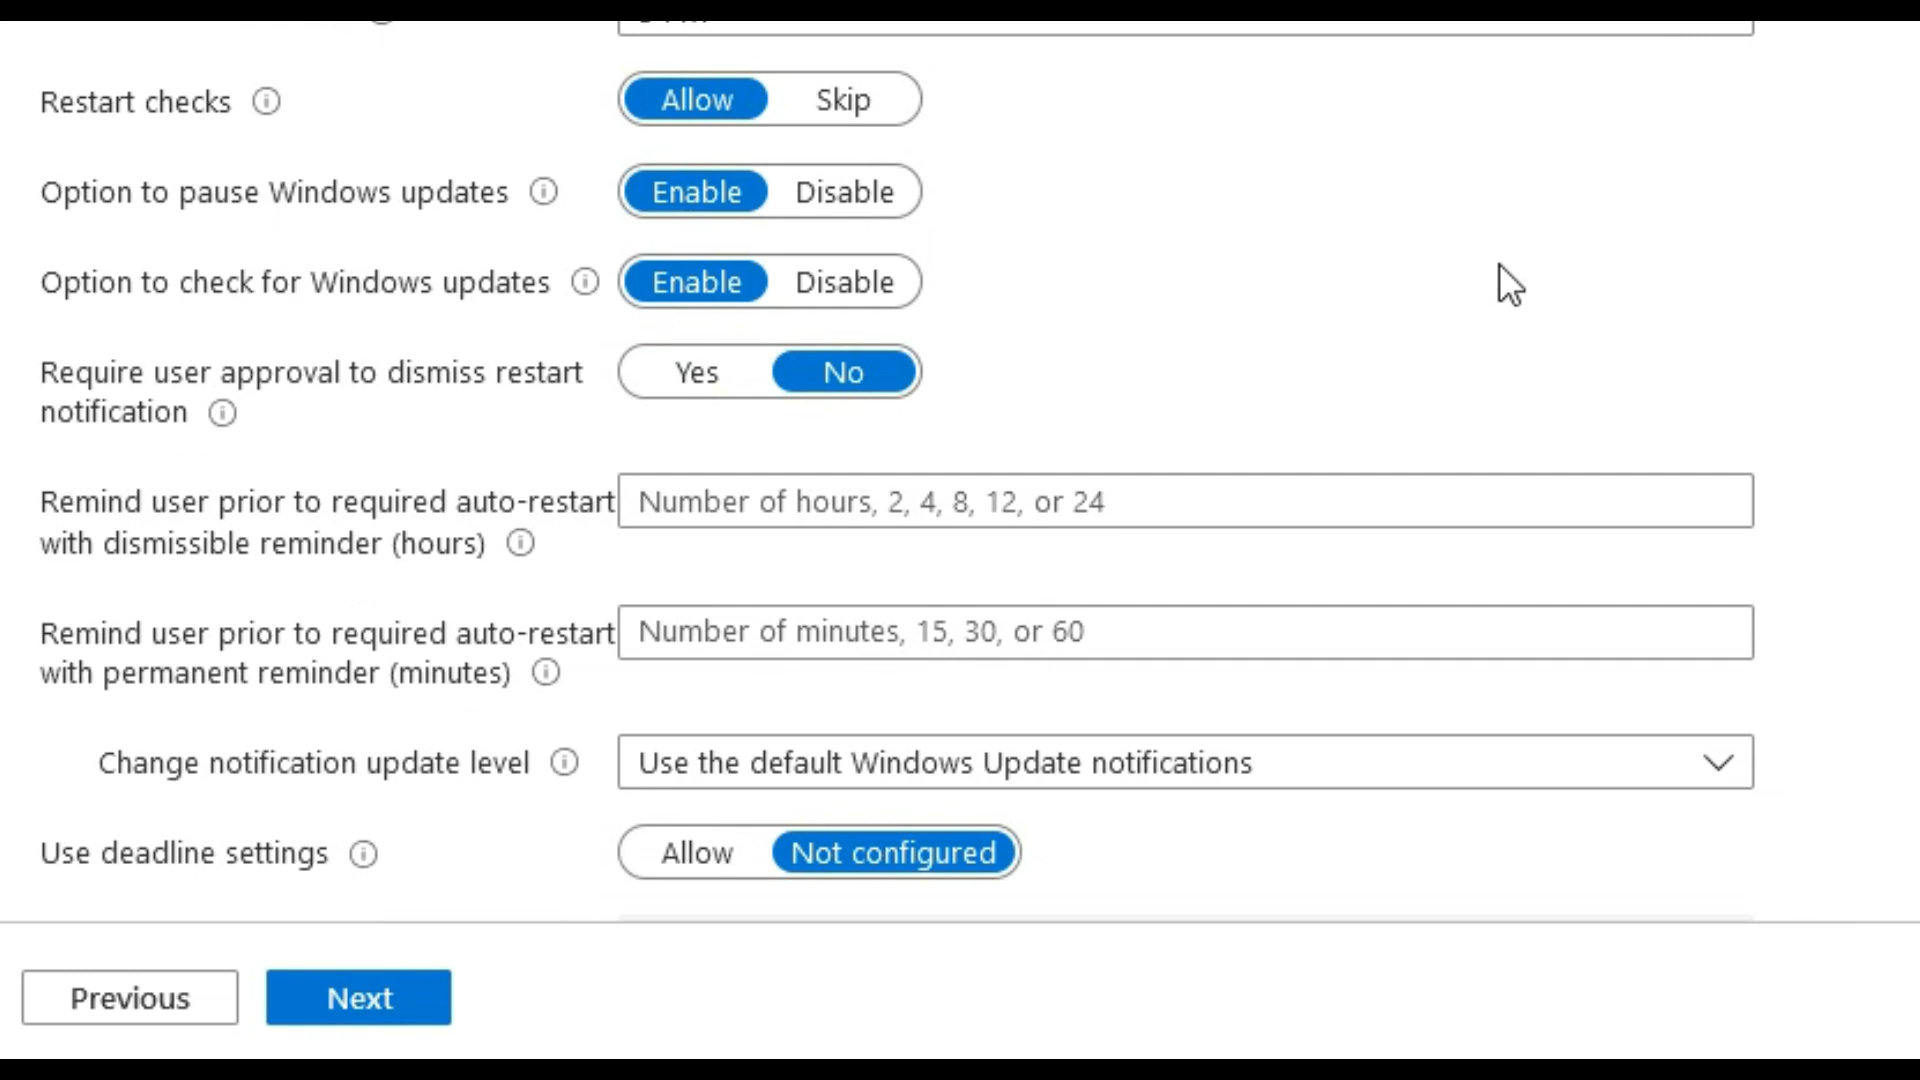 Restart checks
Allow Skip
Option to pause Windows updates
Enable Disable
Option to check for Windows updates
Enable Disable
Require user approval to dismiss restart
notification
Yes No
Remind user prior to required auto-restart
with dismissible reminder (hours)
Number of hours, 2, 4, 8, 12, or 24
Remind user prior to required auto-restart
with permanent reminder (minutes)
Number of minutes, 15, 30, or 60
Change notification update level
Use the default Windows Update notifications
Use deadline settings
Allow Not configured
Previous Next